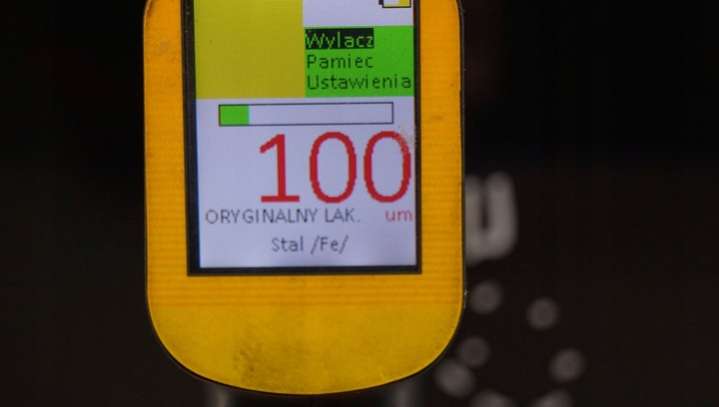 Wylacz
Pamiec
Ustawienia
100
ORYGINALNY LAK. um
Stal /Fe/